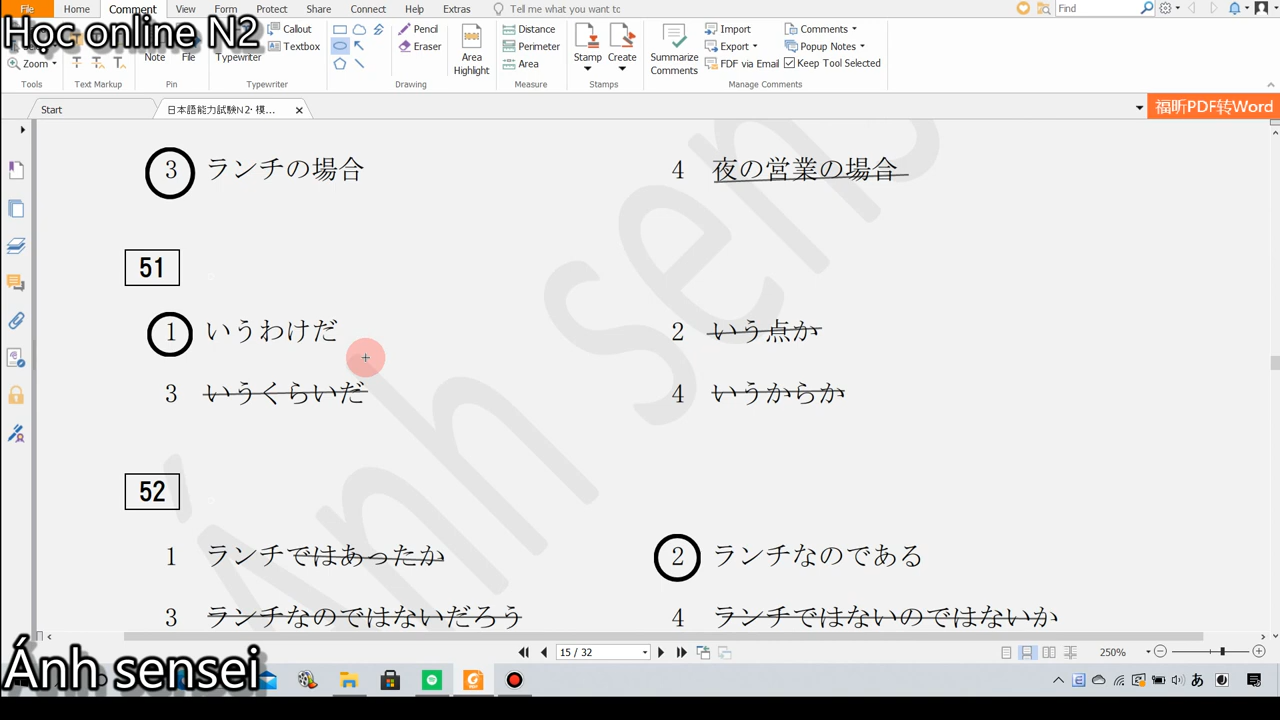 File Home Comment View Form Protect Share Connect Help Extras Tell me what you want to Find
Học online N2
Callout
Textbox
Pencil
Eraser
Distance
Perimeter
Area
Import
Export
FDF via Email
Comments
Popup Notes
Keep Tool Selected
Zoom
Note File Typewriter Area Highlight Stamp Create Summarize Comments
Tools Text Markup Typewriter Drawing Measure Stamps Manage Comments
Start 日本語能力試験N2・模... 福昕PDF转Word
3 ランチの場合 4 夜の営業の場合
51
1 いうわけだ 2 いう点か
3 いうくらいだ 4 いうからか
52
1 ランチではあったか 2 ランチなのである
3 ランチなのではないだろう 4 ランチではないのではないか
Ánh sensei
15 / 32 250%
Ánh sensei
あ